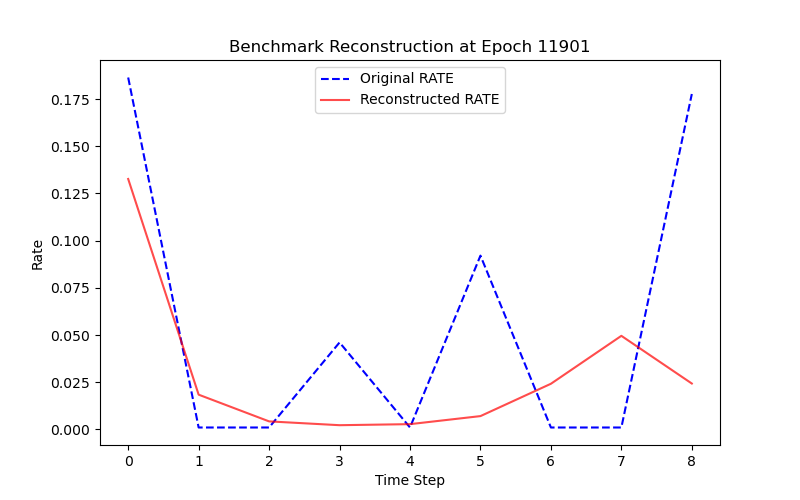 Benchmark Reconstruction at Epoch 11901
Original RATE
Reconstructed RATE
0.175
0.150
0.125
0.100
0.075
0.050
0.025
0.000
Rate
0 1 2 3 4 5 6 7 8
Time Step